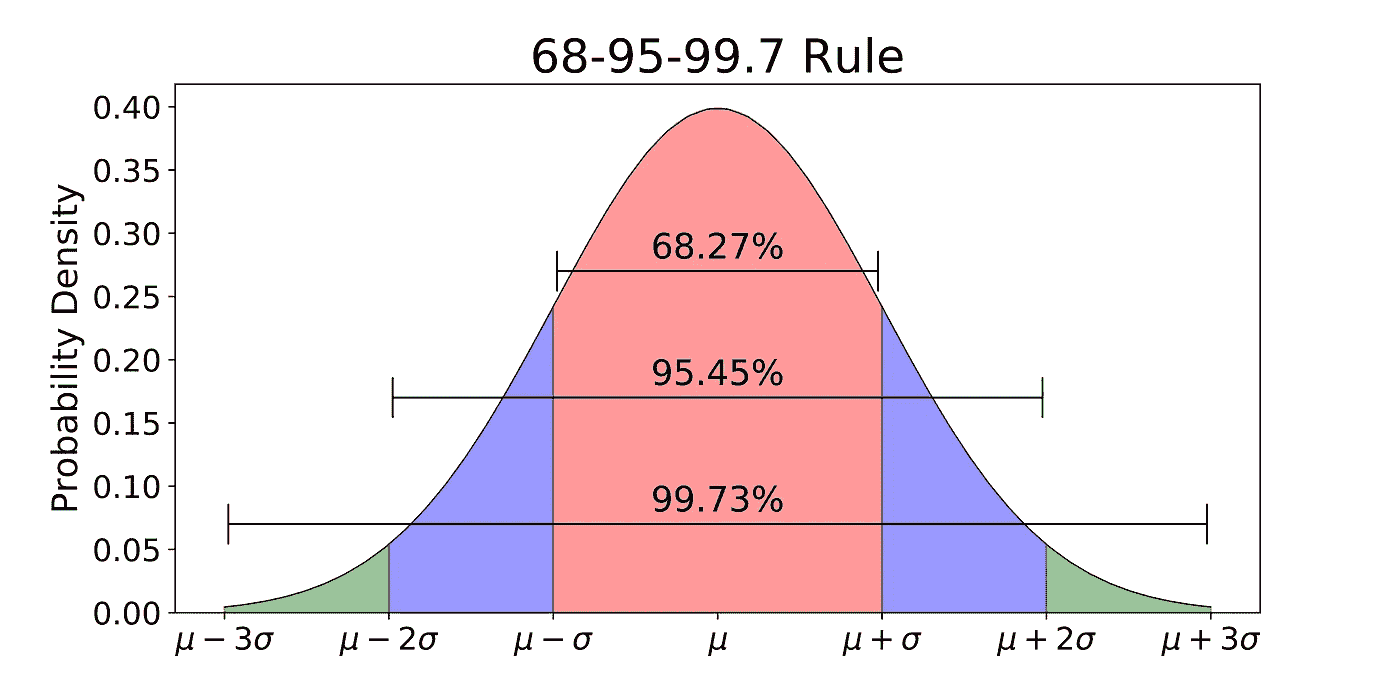 68-95-99.7 Rule
Probability Density
0.40
0.35
0.30
0.25
0.20
0.15
0.10
0.05
0.00
68.27%
95.45%
99.73%
μ − 3σ
μ − 2σ
μ − σ
μ
μ + σ
μ + 2σ
μ + 3σ